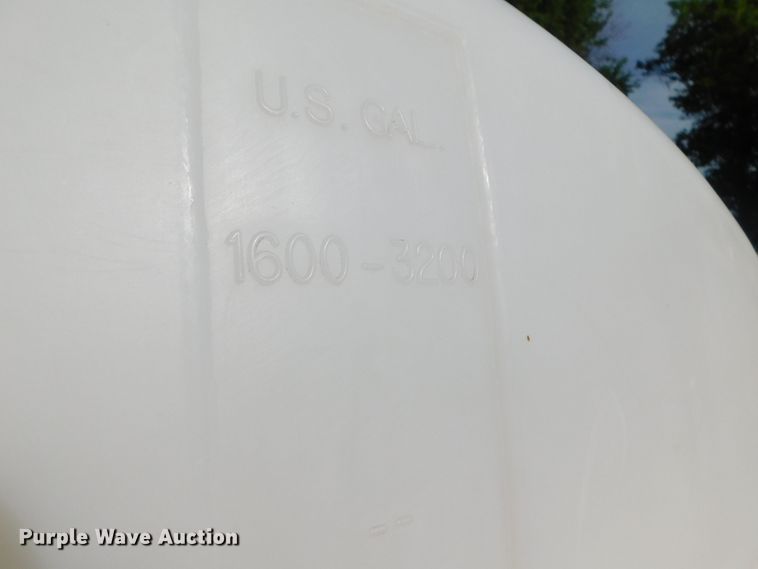 U.S. GAL.
1600-3200
Purple Wave Auction